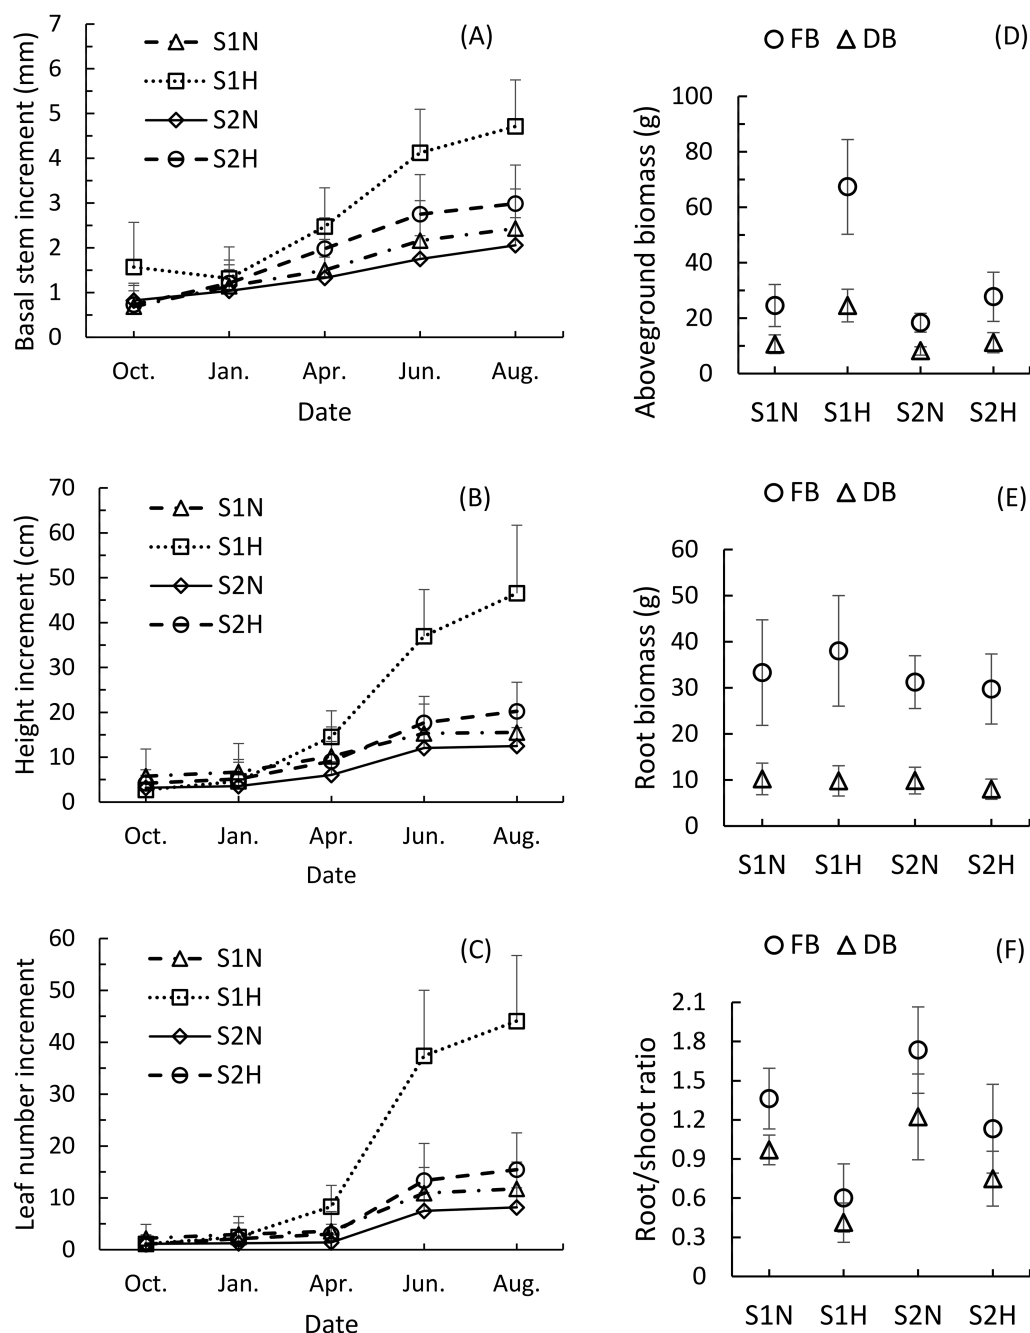 (A)
S1N
S1H
S2N
S2H
Basal stem increment (mm)
7
6
5
4
3
2
1
0
Oct. Jan. Apr. Jun. Aug.
Date
(D)
FB DB
Aboveground biomass (g)
100
80
60
40
20
0
S1N S1H S2N S2H
(B)
S1N
S1H
S2N
S2H
Height increment (cm)
70
60
50
40
30
20
10
0
Oct. Jan. Apr. Jun. Aug.
Date
(E)
FB DB
Root biomass (g)
60
50
40
30
20
10
0
S1N S1H S2N S2H
(C)
S1N
S1H
S2N
S2H
Leaf number increment
60
50
40
30
20
10
0
Oct. Jan. Apr. Jun. Aug.
Date
(F)
FB DB
Root/shoot ratio
2.1
1.8
1.5
1.2
0.9
0.6
0.3
0
S1N S1H S2N S2H